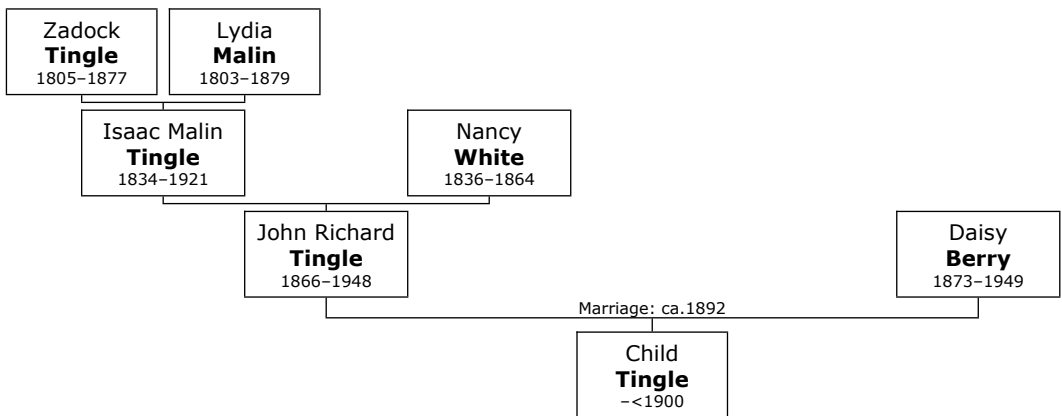 Zadock
Tingle
1805–1877
Lydia
Malin
1803–1879
Isaac Malin
Tingle
1834–1921
Nancy
White
1836–1864
John Richard
Tingle
1866–1948
Daisy
Berry
1873–1949
Marriage: ca.1892
Child
Tingle
–<1900